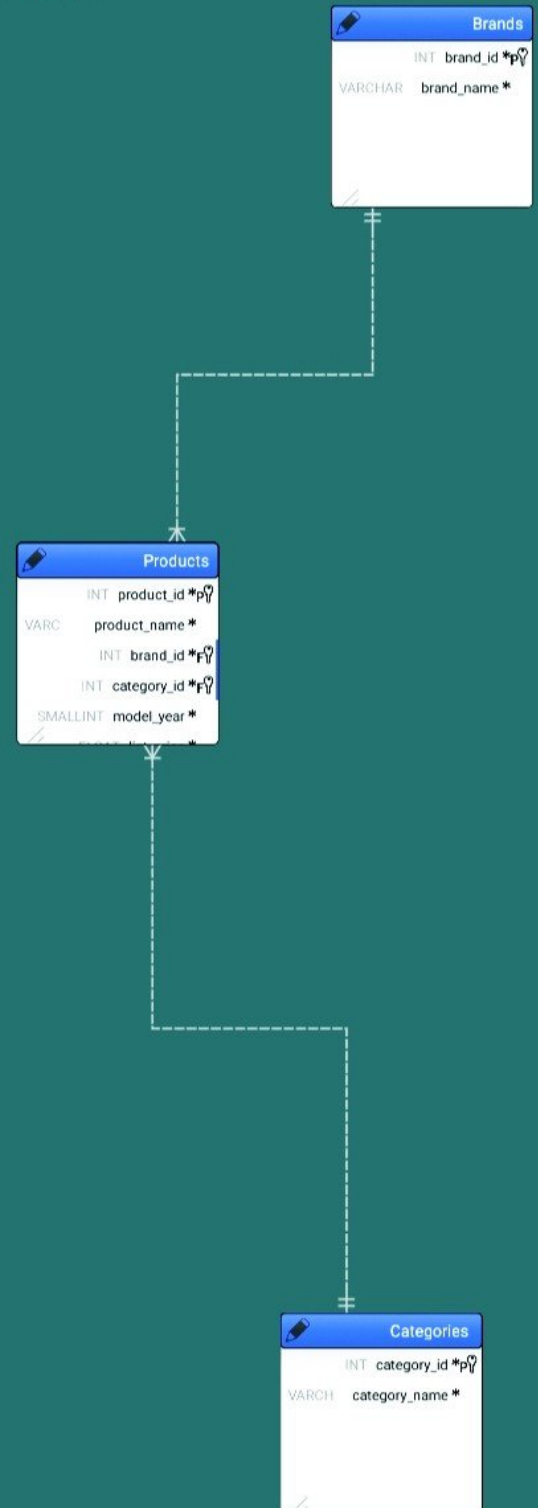 Brands
INT brand_id *P
VARCHAR brand_name *
Products
INT product_id *P
VARC product_name *
INT brand_id *F
INT category_id *F
SMALLINT model_year *
Categories
INT category_id *P
VARCH category_name *